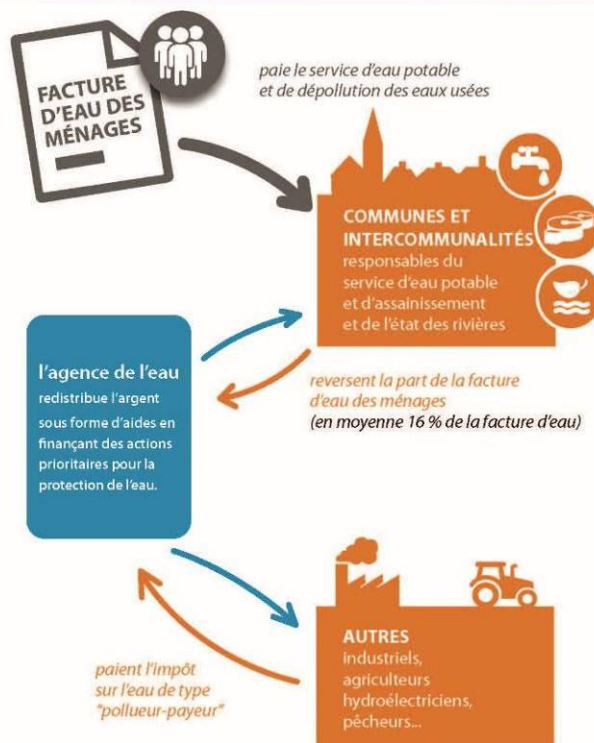 FACTURE
D'EAU DES
MÉNAGES
paie le service d'eau potable
et de dépollution des eaux usées
COMMUNES ET
INTERCOMMUNALITÉS
responsables du
service d'eau potable
et d'assainissement
et de l'état des rivières
l'agence de l'eau
redistribue l'argent
sous forme d'aides en
finançant des actions
prioritaires pour la
protection de l'eau.
reversent la part de la facture
d'eau des ménages
(en moyenne 16 % de la facture d'eau)
paient l'impôt
sur l'eau de type
"pollueur-payeur"
AUTRES
industriels,
agriculteurs
hydroélectriciens,
pêcheurs...